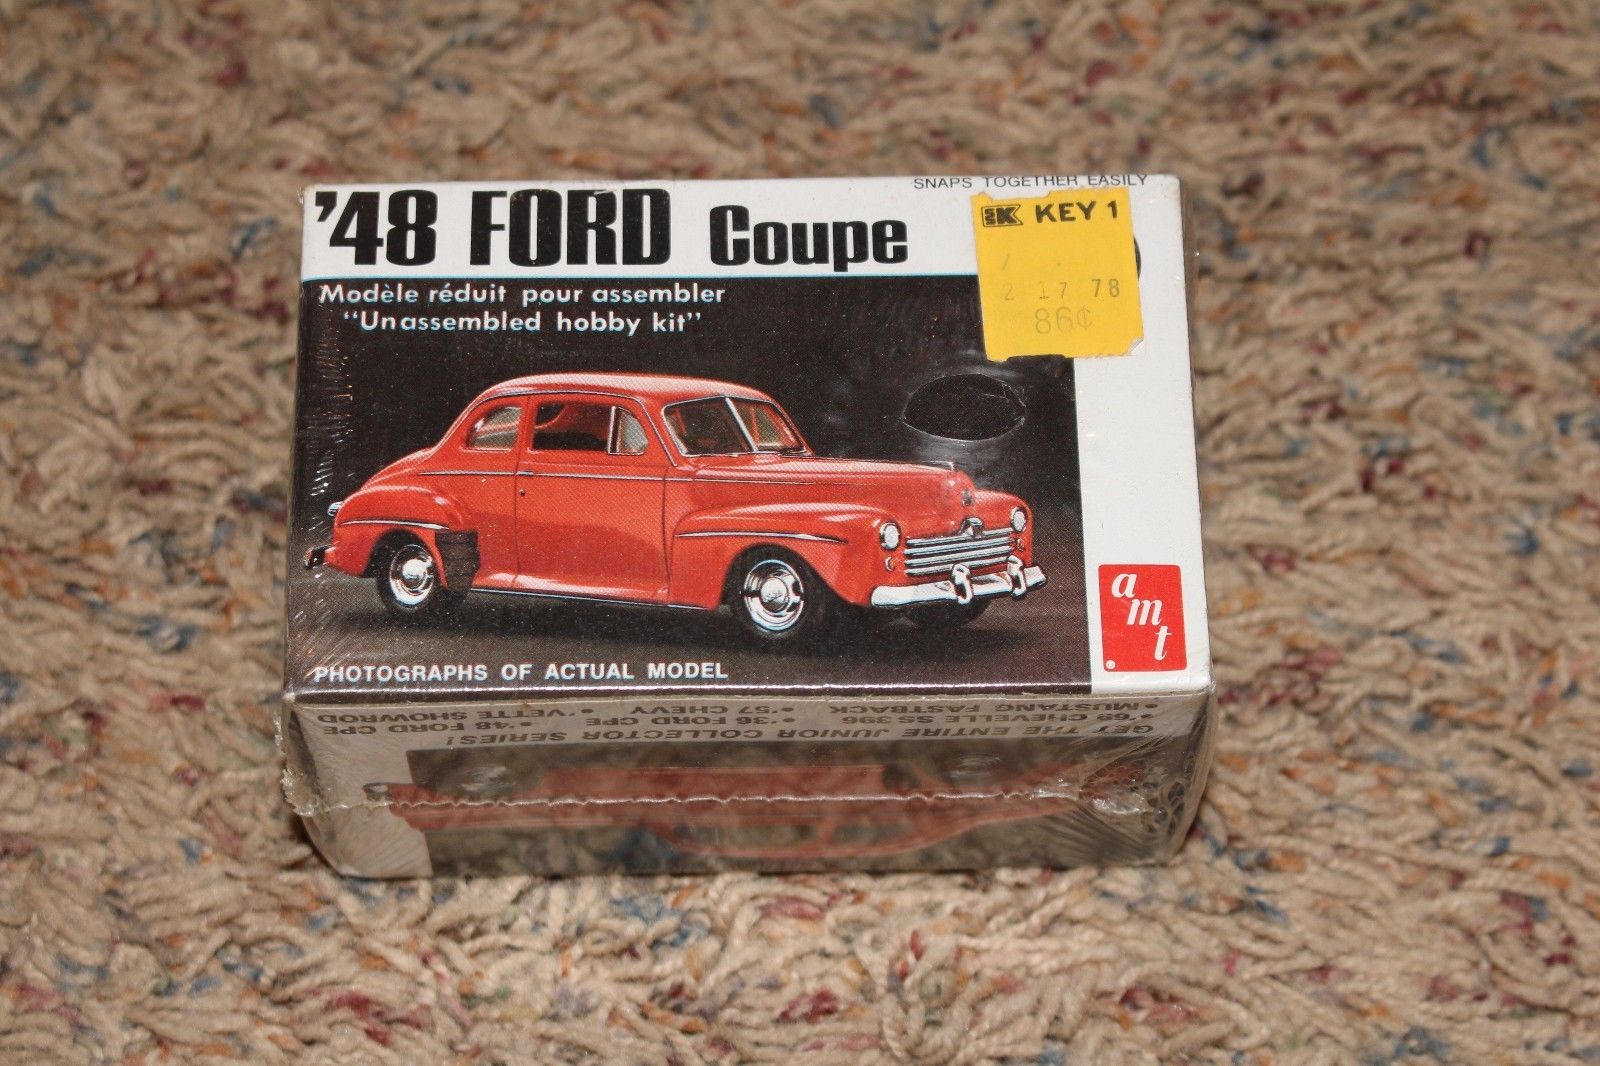 SNAPS TOGETHER EASILY
'48 FORD Coupe
K KEY 1
2 17 78
86¢
Modèle réduit pour assembler
"Unassembled hobby kit"
amt
®
PHOTOGRAPHS OF ACTUAL MODEL
GET THE ENTIRE JUNIOR COLLECTOR SERIES!
• '69 CHEVELLE SS 396 • '36 FORD CPE • '48 FORD CPE
• MUSTANG FASTBACK • '57 CHEVY • 'VETTE SHOWROD